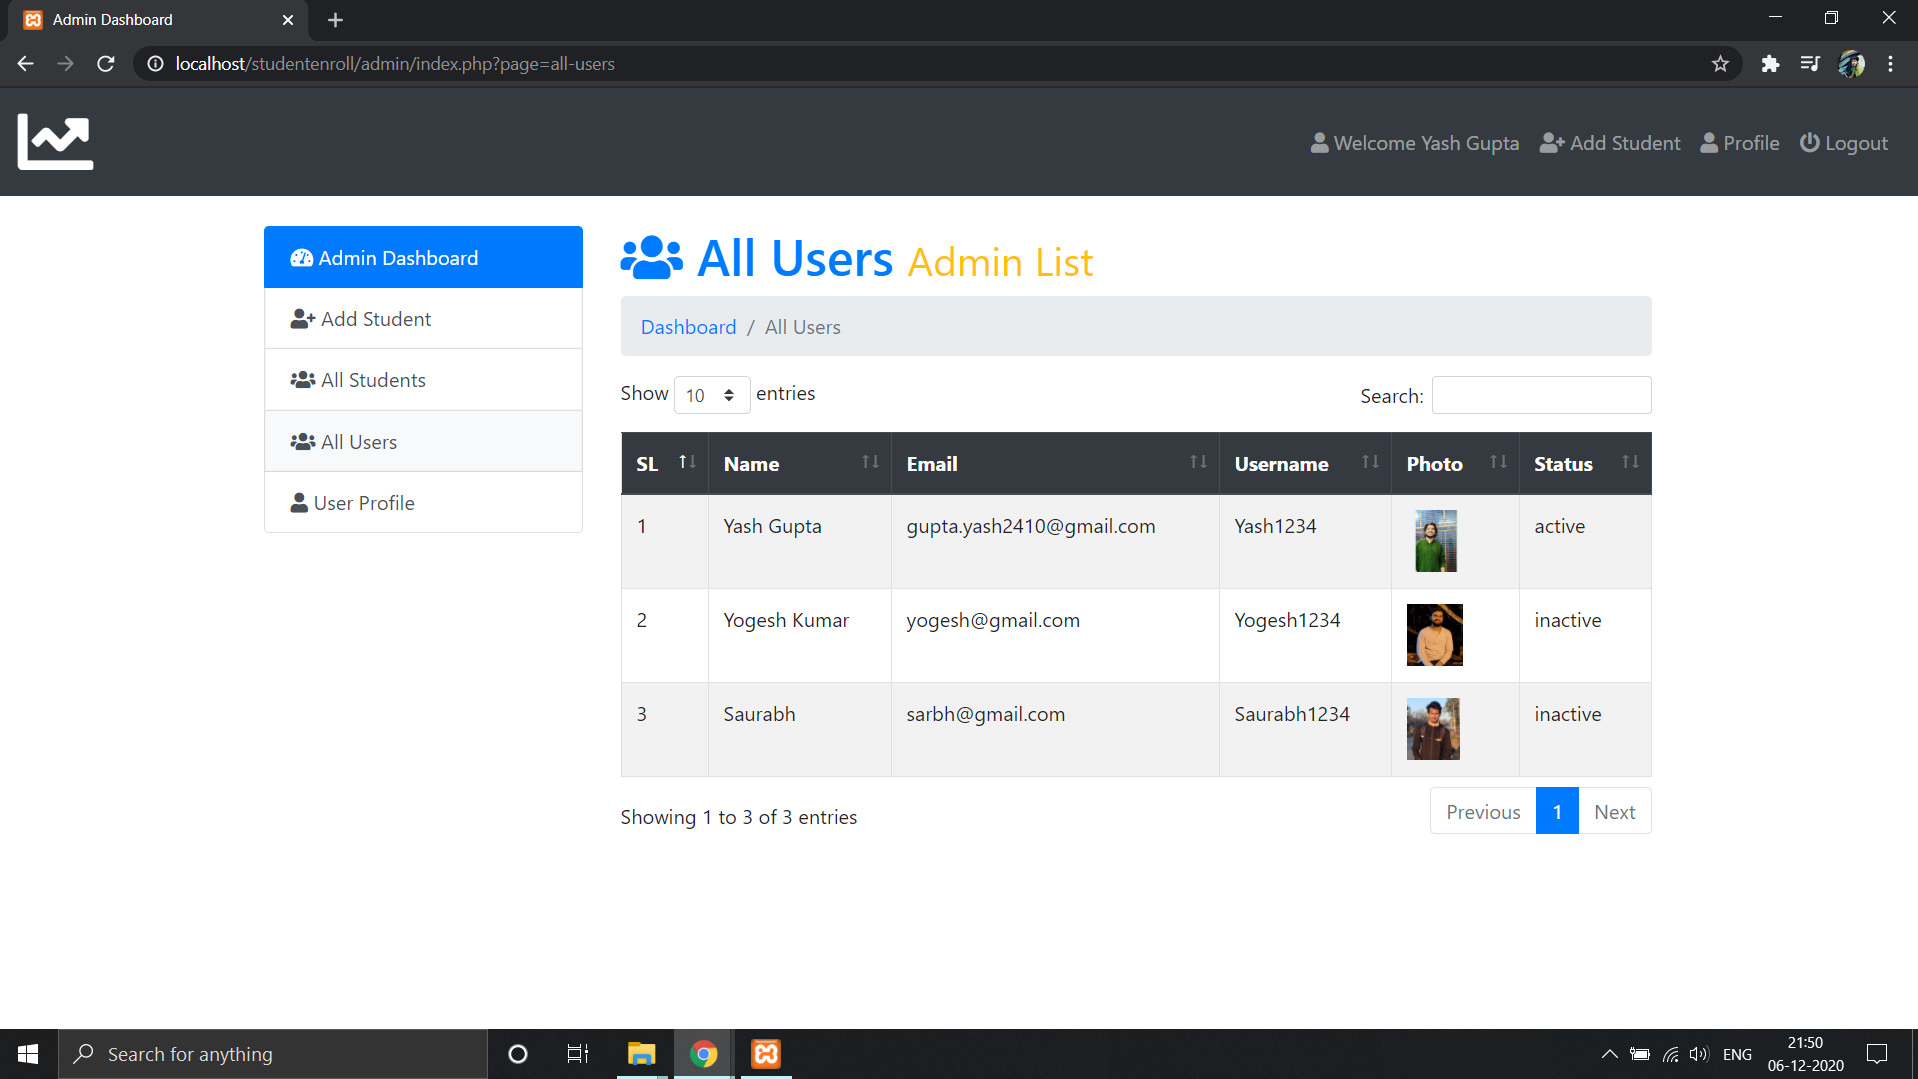 Admin Dashboard
localhost/studentenroll/admin/index.php?page=all-users
Welcome Yash Gupta Add Student Profile Logout
Admin Dashboard
Add Student
All Students
All Users
User Profile
All Users Admin List
Dashboard / All Users
Show 10 entries Search:
SL Name Email Username Photo Status
1 Yash Gupta gupta.yash2410@gmail.com Yash1234 active
2 Yogesh Kumar yogesh@gmail.com Yogesh1234 inactive
3 Saurabh sarbh@gmail.com Saurabh1234 inactive
Showing 1 to 3 of 3 entries Previous 1 Next
Search for anything
ENG
21:50
06-12-2020